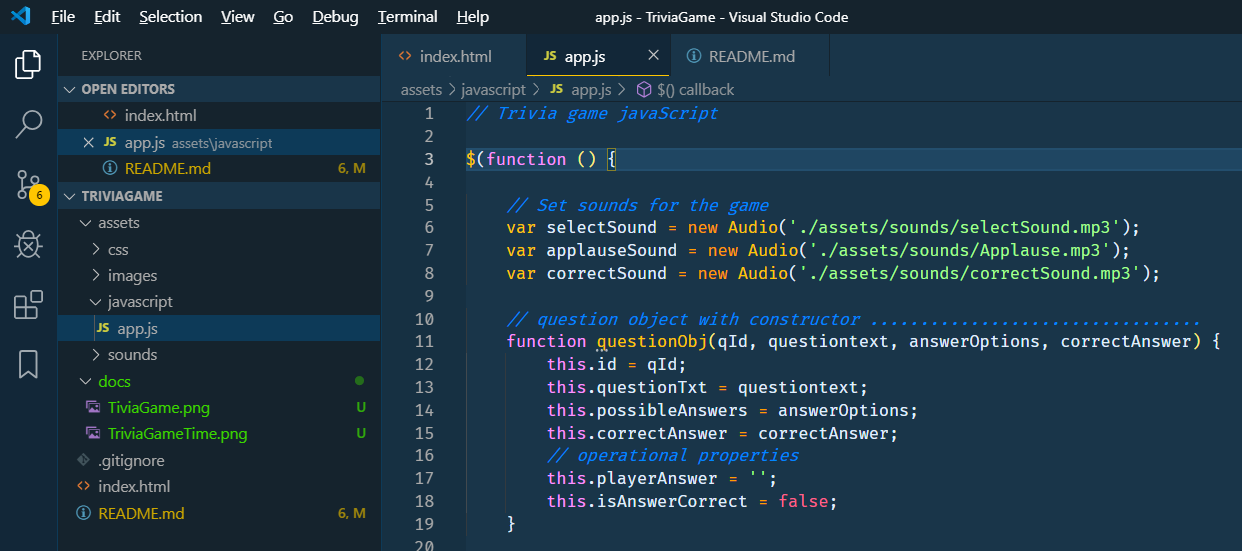 File Edit Selection View Go Debug Terminal Help app.js - TriviaGame - Visual Studio Code
EXPLORER
OPEN EDITORS
index.html
JS app.js assets\javascript
README.md 6, M
TRIVIAGAME
assets
css
images
javascript
JS app.js
sounds
docs
TiviaGame.png U
TriviaGameTime.png U
.gitignore
index.html
README.md 6, M
6
index.html JS app.js README.md
assets > javascript > JS app.js > $() callback
1 // Trivia game javaScript
2
3 $(function () {
4
5 // Set sounds for the game
6 var selectSound = new Audio('./assets/sounds/selectSound.mp3');
7 var applauseSound = new Audio('./assets/sounds/Applause.mp3');
8 var correctSound = new Audio('./assets/sounds/correctSound.mp3');
9
10 // question object with constructor .................................
11 function questionObj(qId, questiontext, answerOptions, correctAnswer) {
12 this.id = qId;
13 this.questionTxt = questiontext;
14 this.possibleAnswers = answerOptions;
15 this.correctAnswer = correctAnswer;
16 // operational properties
17 this.playerAnswer = '';
18 this.isAnswerCorrect = false;
19 }
20